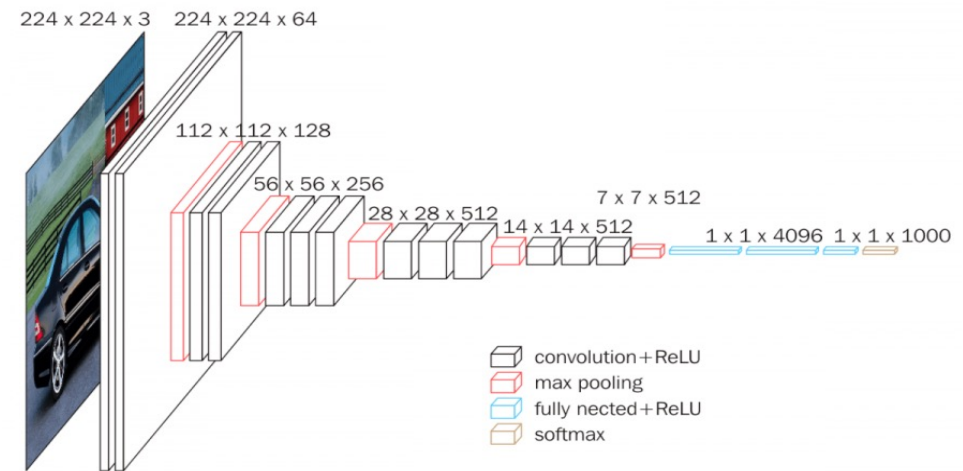 224 x 224 x 3
224 x 224 x 64
112 x 112 x 128
56 x 56 x 256
28 x 28 x 512
14 x 14 x 512
7 x 7 x 512
1 x 1 x 4096
1 x 1 x 1000
convolution+ReLU
max pooling
fully nected+ReLU
softmax